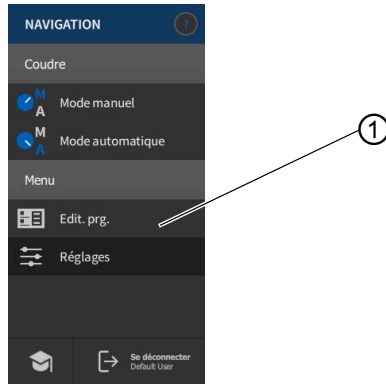 NAVIGATION ?
Coudre
M
A
Mode manuel
M
A
Mode automatique
Menu
Edit. prg.
Réglages
Se déconnecter
Default User
1